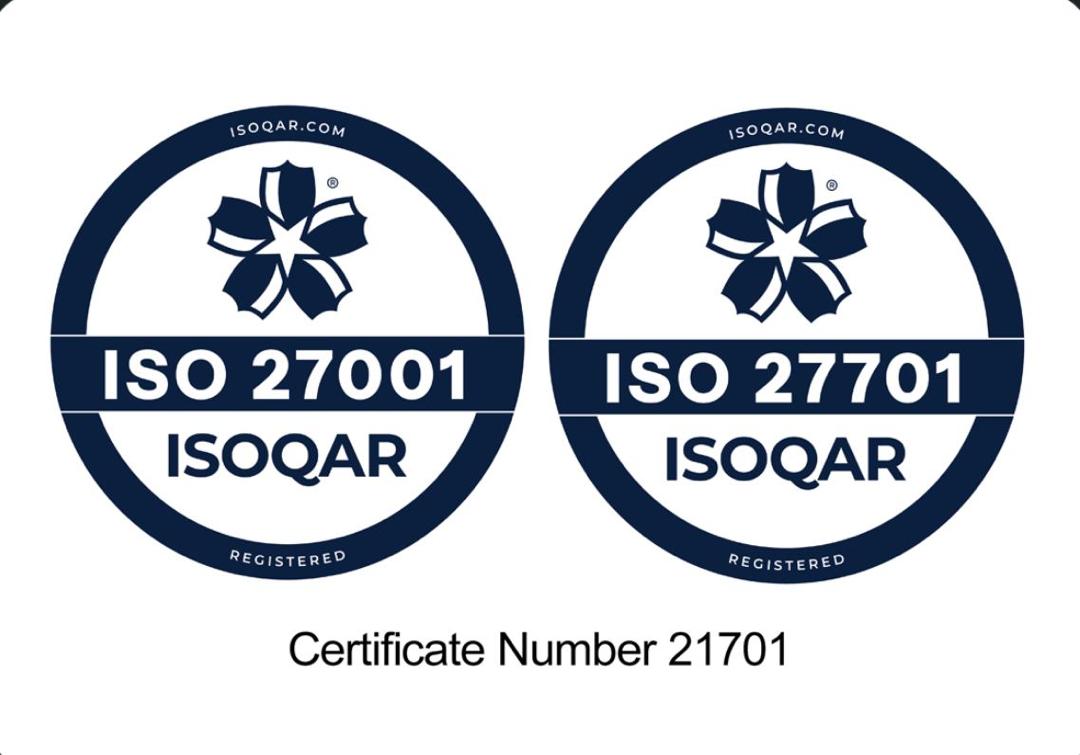 ISOQAR.COM
®
ISO 27001
ISOQAR
REGISTERED
ISOQAR.COM
®
ISO 27701
ISOQAR
REGISTERED
Certificate Number 21701